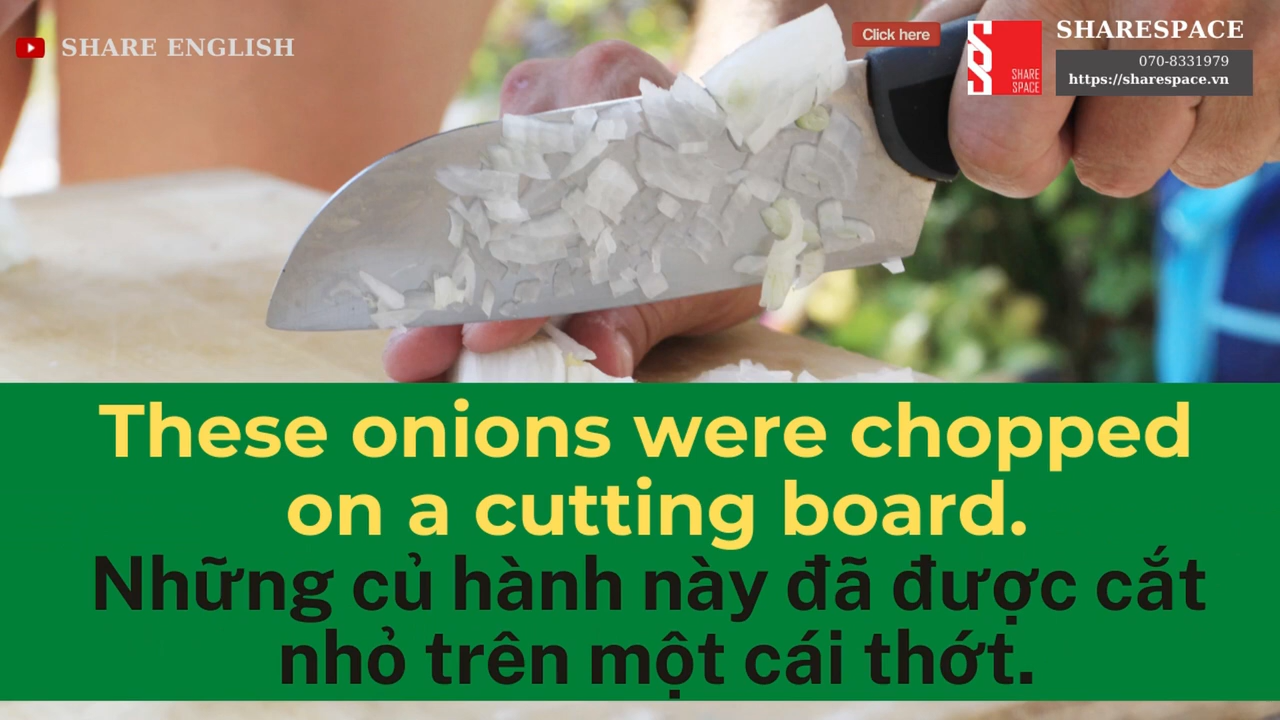 SHARE ENGLISH
Click here
SHARE
SPACE
SHARESPACE
070-8331979
https://sharespace.vn
These onions were chopped
on a cutting board.
Những củ hành này đã được cắt
nhỏ trên một cái thớt.